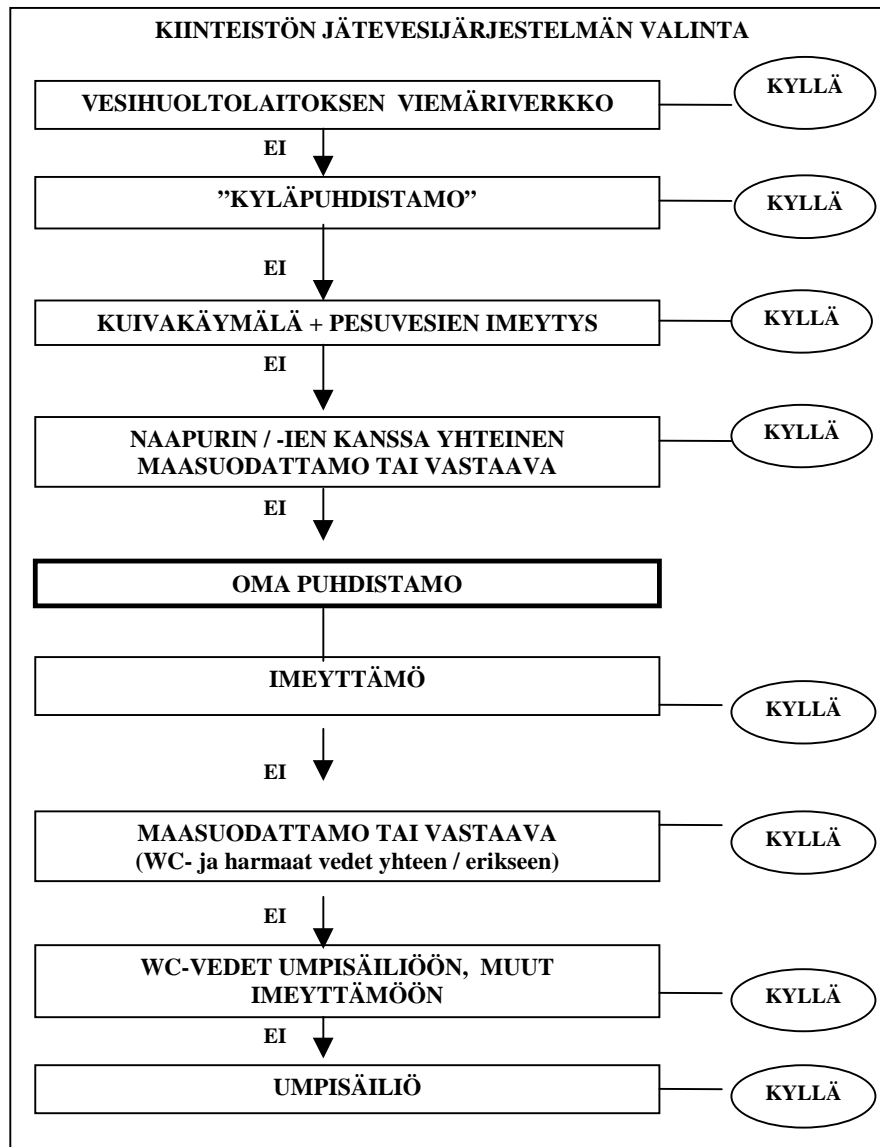 KIINTEISTÖN JÄTEVESIJÄRJESTELMÄN VALINTA
VESIHUOLTOLAITOKSEN VIEMÄRIVERKKO
KYLLÄ
EI
”KYLÄPUHDISTAMO”
KYLLÄ
EI
KUIVAKÄYMÄLÄ + PESUVESIEN IMEYTYS
KYLLÄ
EI
NAAPURIN / -IEN KANSSA YHTEINEN
MAASUODATTAMO TAI VASTAAVA
KYLLÄ
EI
OMA PUHDISTAMO
IMEYTTÄMÖ
KYLLÄ
EI
MAASUODATTAMO TAI VASTAAVA
(WC- ja harmaat vedet yhteen / erikseen)
KYLLÄ
EI
WC-VEDET UMPISÄILIÖÖN, MUUT
IMEYTTÄMÖÖN
KYLLÄ
EI
UMPISÄILIÖ
KYLLÄ